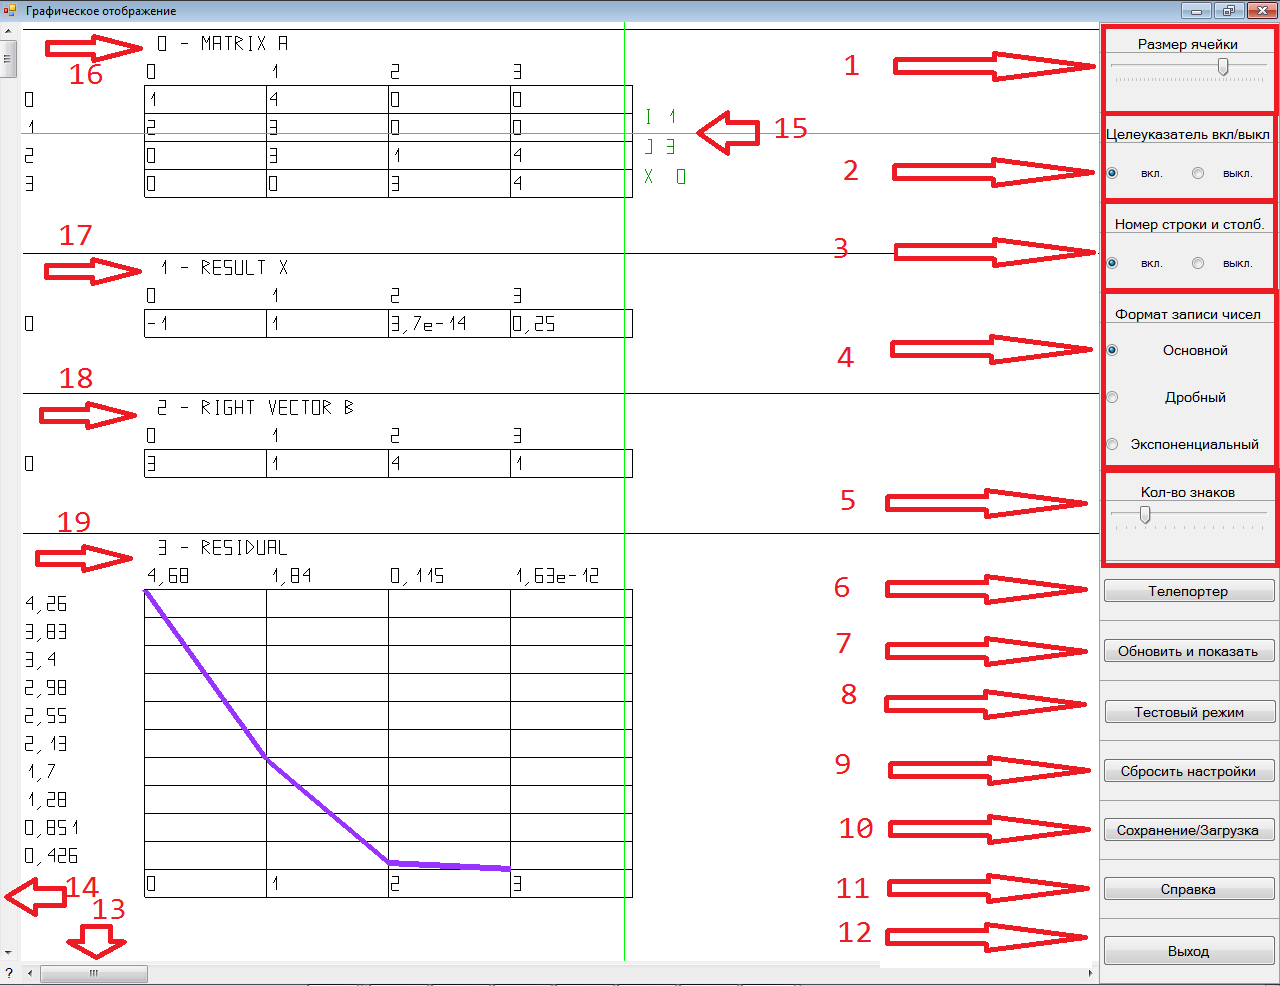 Графическое отображение
0 - MATRIX A
16
0 1 2 3
0 1 4 0 0
1 2 3 0 0
2 0 3 1 4
3 0 0 3 4
I 1
J 3
X 0
15
17
1 - RESULT X
0 1 2 3
0 -1 1 3,7e-14 0,25
18
2 - RIGHT VECTOR B
0 1 2 3
0 3 1 4 1
19
3 - RESIDUAL
4,68 1,84 0,115 1,63e-12
4,26
3,83
3,4
2,98
2,55
2,13
1,7
1,28
0,851
0,426
0 1 2 3
14
13
?
1
Размер ячейки
2
Целеуказатель вкл/выкл
вкл. выкл.
3
Номер строки и столб.
вкл. выкл.
4
Формат записи чисел
Основной
Дробный
Экспоненциальный
5
Кол-во знаков
6
Телепортер
7
Обновить и показать
8
Тестовый режим
9
Сбросить настройки
10
Сохранение/Загрузка
11
Справка
12
Выход